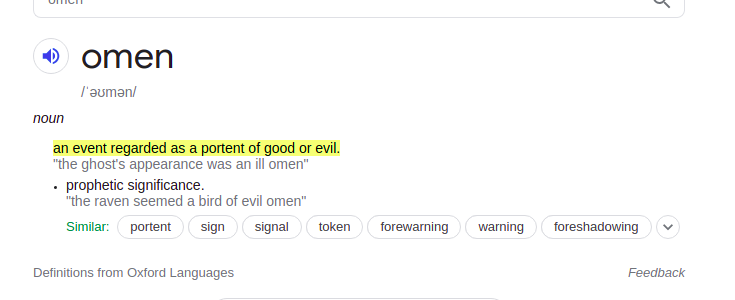 omen
omen
/ˈəʊmən/
noun
an event regarded as a portent of good or evil.
"the ghost's appearance was an ill omen"
• prophetic significance.
"the raven seemed a bird of evil omen"
Similar: portent sign signal token forewarning warning foreshadowing
Definitions from Oxford Languages Feedback